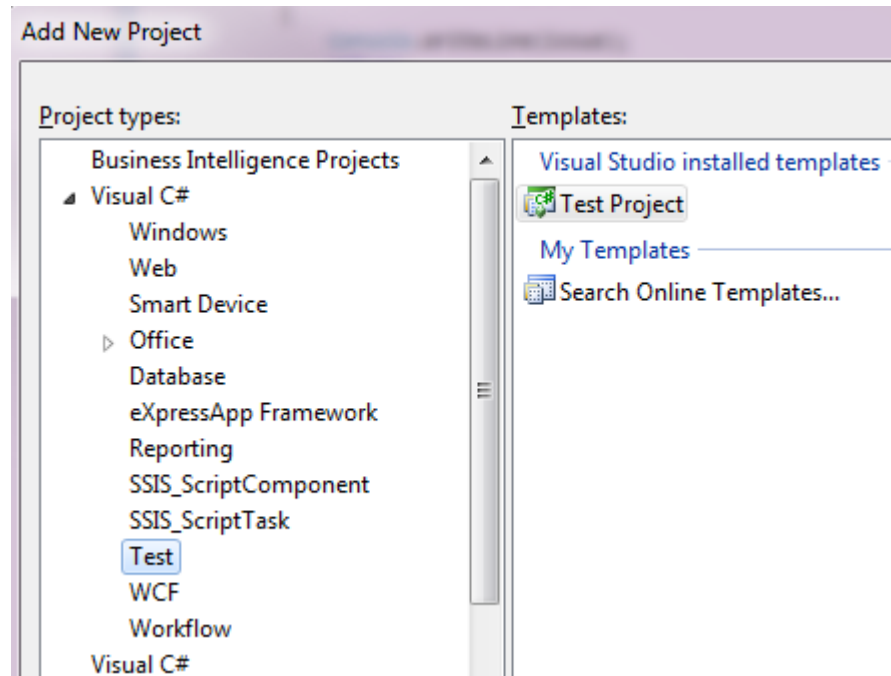 Add New Project
Project types:
Templates:
Business Intelligence Projects
Visual C#
Windows
Web
Smart Device
Office
Database
eXpressApp Framework
Reporting
SSIS_ScriptComponent
SSIS_ScriptTask
Test
WCF
Workflow
Visual C#
Visual Studio installed templates
Test Project
My Templates
Search Online Templates...